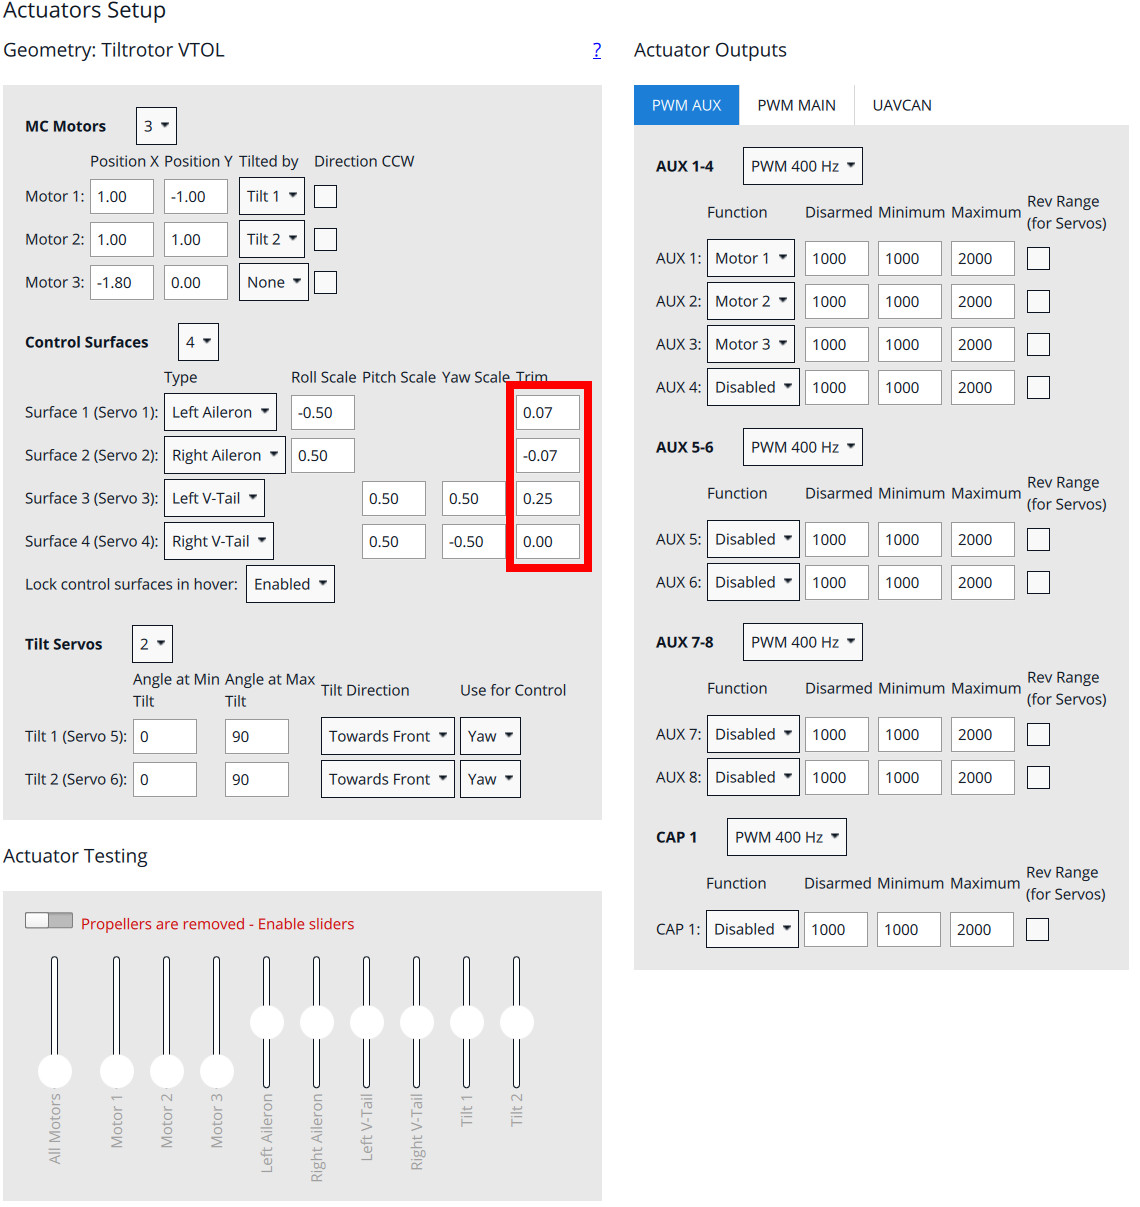 Actuators Setup
Geometry: Tiltrotor VTOL ?
MC Motors 3
Position X Position Y Tilted by Direction CCW
Motor 1: 1.00 -1.00 Tilt 1
Motor 2: 1.00 1.00 Tilt 2
Motor 3: -1.80 0.00 None
Control Surfaces 4
Type Roll Scale Pitch Scale Yaw Scale Trim
Surface 1 (Servo 1): Left Aileron -0.50 0.07
Surface 2 (Servo 2): Right Aileron 0.50 -0.07
Surface 3 (Servo 3): Left V-Tail 0.50 0.50 0.25
Surface 4 (Servo 4): Right V-Tail 0.50 -0.50 0.00
Lock control surfaces in hover: Enabled
Tilt Servos 2
Angle at Min Tilt Angle at Max Tilt Tilt Direction Use for Control
Tilt 1 (Servo 5): 0 90 Towards Front Yaw
Tilt 2 (Servo 6): 0 90 Towards Front Yaw
Actuator Testing
Propellers are removed - Enable sliders
All Motors
Motor 1
Motor 2
Motor 3
Left Aileron
Right Aileron
Left V-Tail
Right V-Tail
Tilt 1
Tilt 2
Actuator Outputs
PWM AUX PWM MAIN UAVCAN
AUX 1-4 PWM 400 Hz
Function Disarmed Minimum Maximum Rev Range (for Servos)
AUX 1: Motor 1 1000 1000 2000
AUX 2: Motor 2 1000 1000 2000
AUX 3: Motor 3 1000 1000 2000
AUX 4: Disabled 1000 1000 2000
AUX 5-6 PWM 400 Hz
Function Disarmed Minimum Maximum Rev Range (for Servos)
AUX 5: Disabled 1000 1000 2000
AUX 6: Disabled 1000 1000 2000
AUX 7-8 PWM 400 Hz
Function Disarmed Minimum Maximum Rev Range (for Servos)
AUX 7: Disabled 1000 1000 2000
AUX 8: Disabled 1000 1000 2000
CAP 1 PWM 400 Hz
Function Disarmed Minimum Maximum Rev Range (for Servos)
CAP 1: Disabled 1000 1000 2000